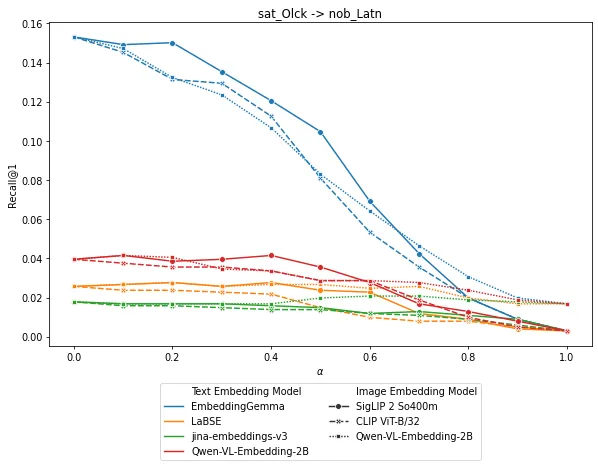 sat_Olck -> nob_Latn
0.16
0.14
0.12
0.10
0.08
0.06
0.04
0.02
0.00
Recall@1
0.0 0.2 0.4 0.6 0.8 1.0
α
Text Embedding Model Image Embedding Model
EmbeddingGemma SigLIP 2 So400m
LaBSE CLIP ViT-B/32
jina-embeddings-v3 Qwen-VL-Embedding-2B
Qwen-VL-Embedding-2B